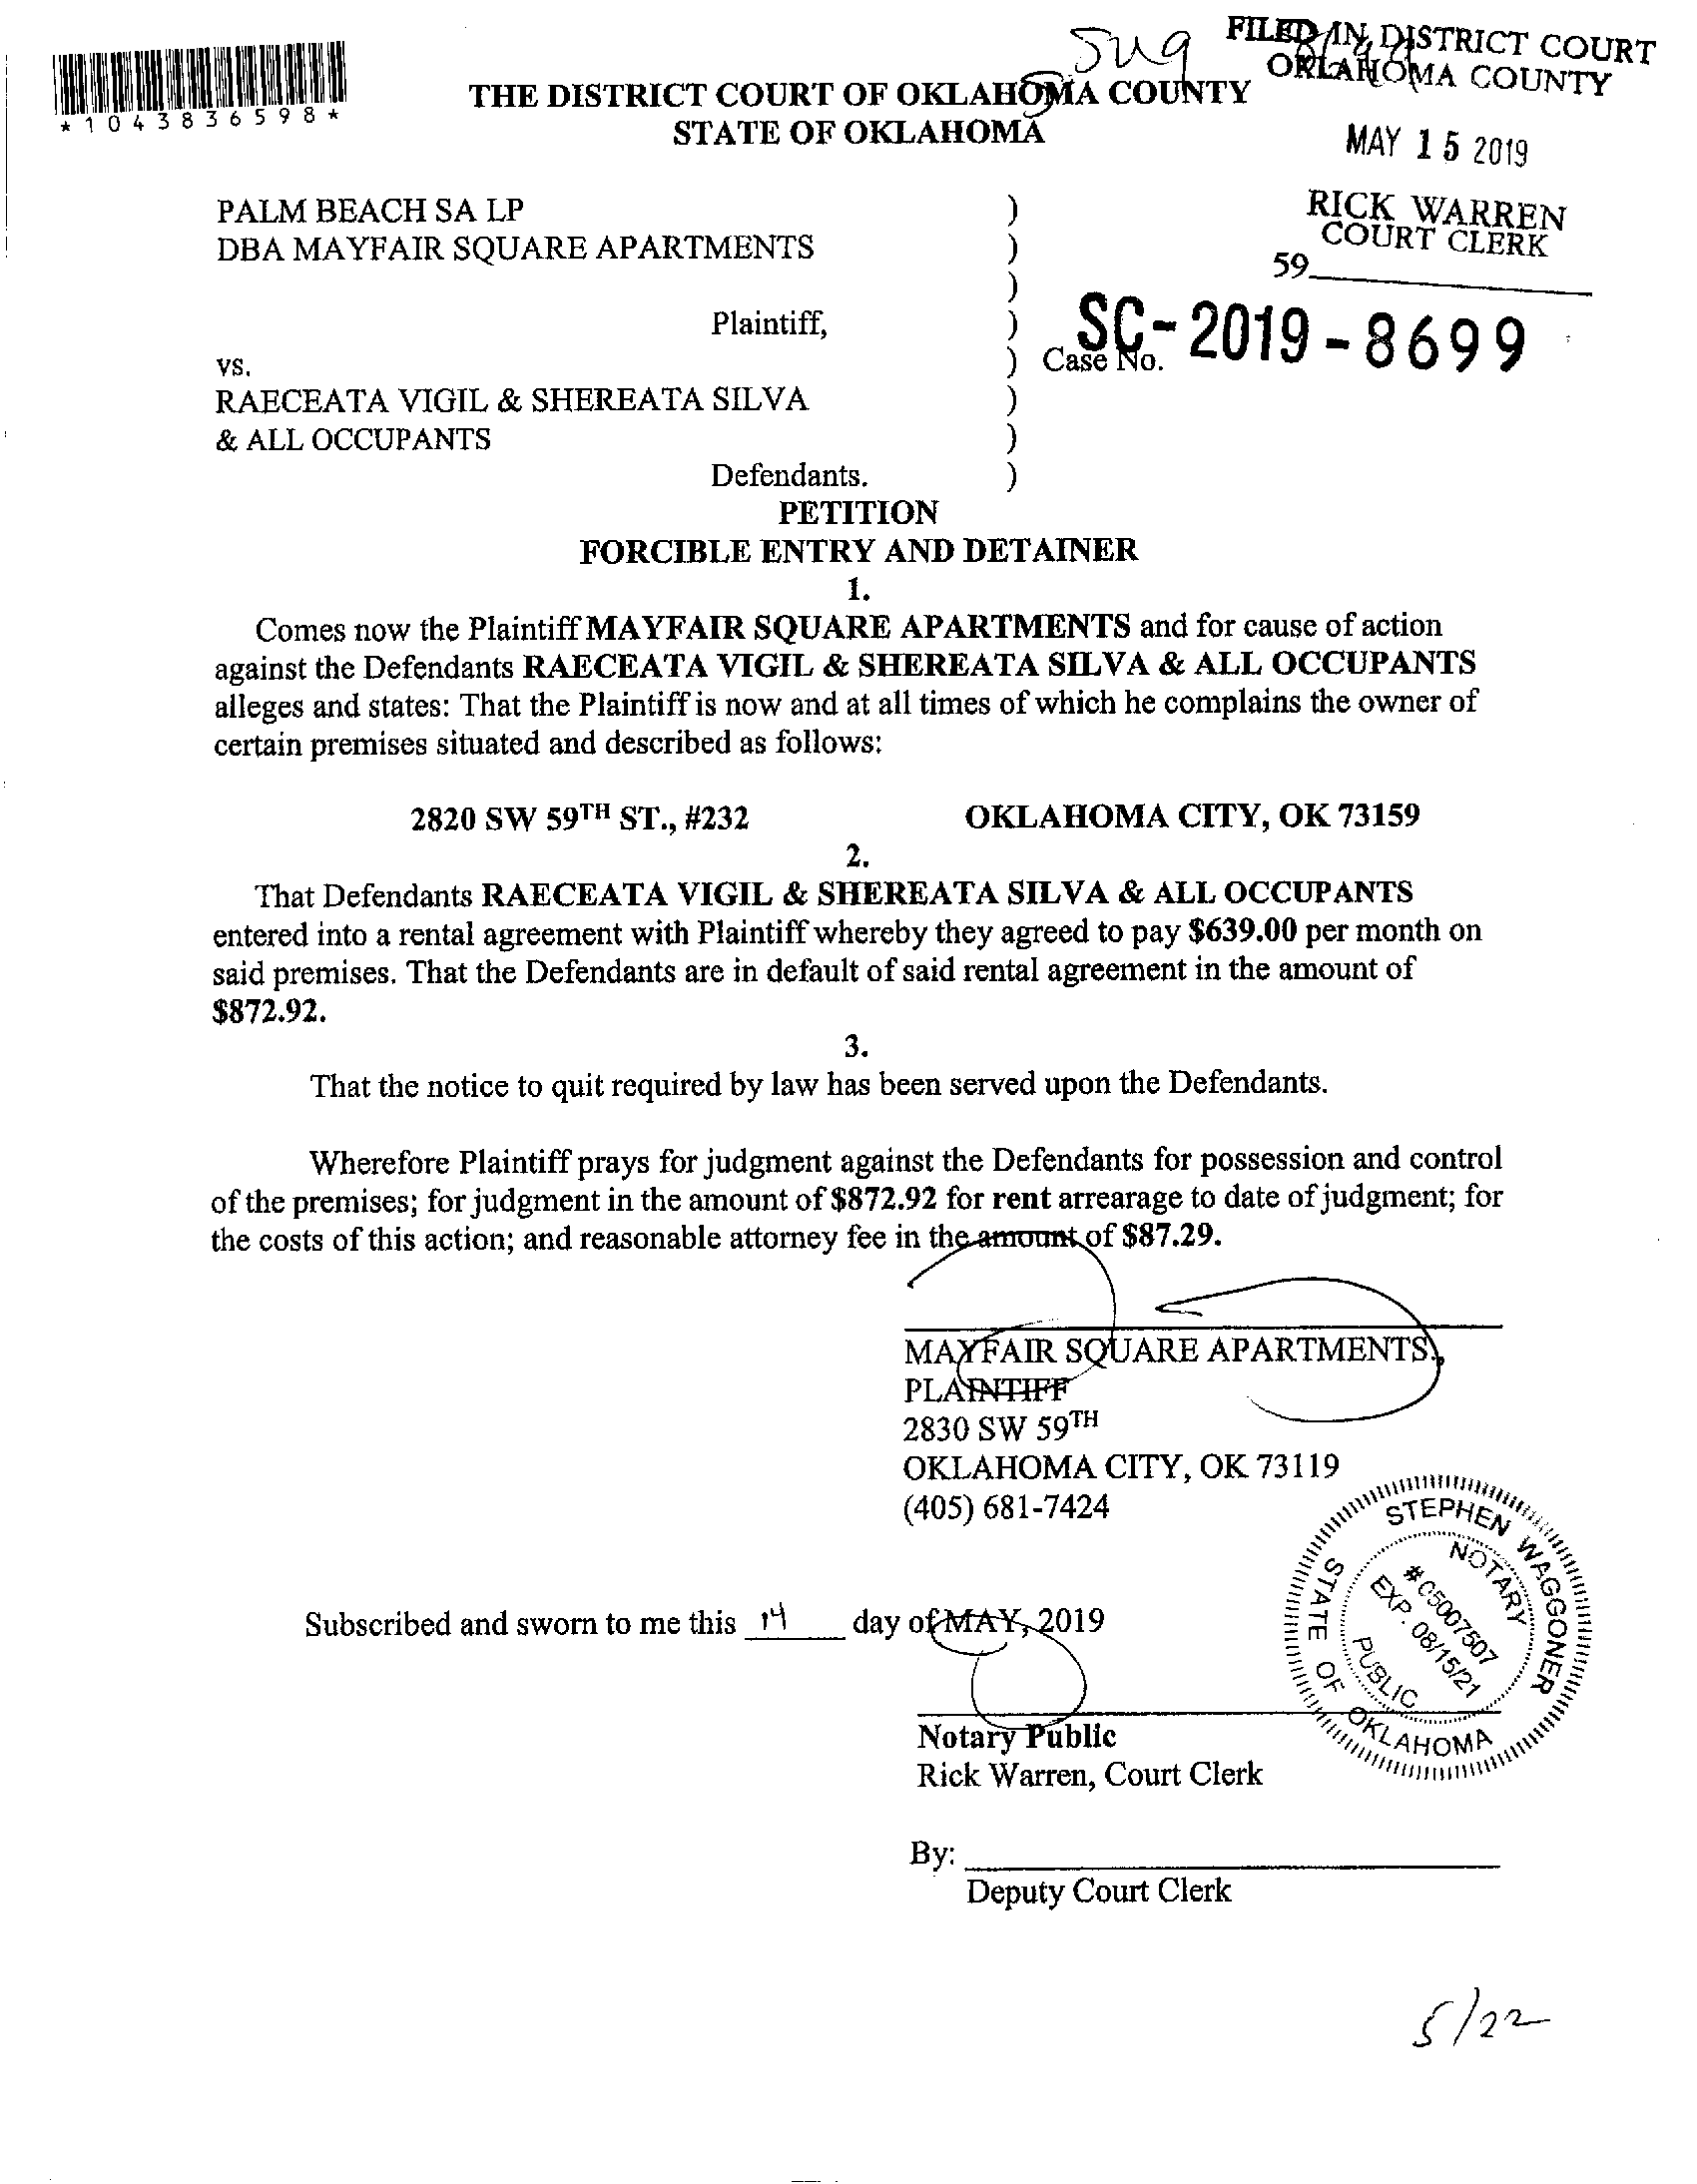 FILED IN DISTRICT COURT
OKLAHOMA COUNTY
*1043836598*
THE DISTRICT COURT OF OKLAHOMA COUNTY
STATE OF OKLAHOMA
MAY 15 2019
RICK WARREN
COURT CLERK
59
PALM BEACH SA LP )
DBA MAYFAIR SQUARE APARTMENTS )
)
Plaintiff, )
SC-2019-8699
vs. ) Case No.
RAECEATA VIGIL & SHEREATA SILVA )
& ALL OCCUPANTS )
Defendants. )
PETITION
FORCIBLE ENTRY AND DETAINER
1.
Comes now the Plaintiff MAYFAIR SQUARE APARTMENTS and for cause of action
against the Defendants RAECEATA VIGIL & SHEREATA SILVA & ALL OCCUPANTS
alleges and states: That the Plaintiff is now and at all times of which he complains the owner of
certain premises situated and described as follows:
2820 SW 59TH ST., #232 OKLAHOMA CITY, OK 73159
2.
That Defendants RAECEATA VIGIL & SHEREATA SILVA & ALL OCCUPANTS
entered into a rental agreement with Plaintiff whereby they agreed to pay $639.00 per month on
said premises. That the Defendants are in default of said rental agreement in the amount of
$872.92.
3.
That the notice to quit required by law has been served upon the Defendants.
Wherefore Plaintiff prays for judgment against the Defendants for possession and control
of the premises; for judgment in the amount of $872.92 for rent arrearage to date of judgment; for
the costs of this action; and reasonable attorney fee in the amount of $87.29.
MAYFAIR SQUARE APARTMENTS,
PLAINTIFF
2830 SW 59TH
OKLAHOMA CITY, OK 73119
(405) 681-7424
STEPHEN WAGGONER
NOTARY
#05007507
EXP. 08/15/21
PUBLIC
STATE OF OKLAHOMA
Subscribed and sworn to me this 14 day of MAY, 2019
Notary Public
Rick Warren, Court Clerk
By:
Deputy Court Clerk
5/22